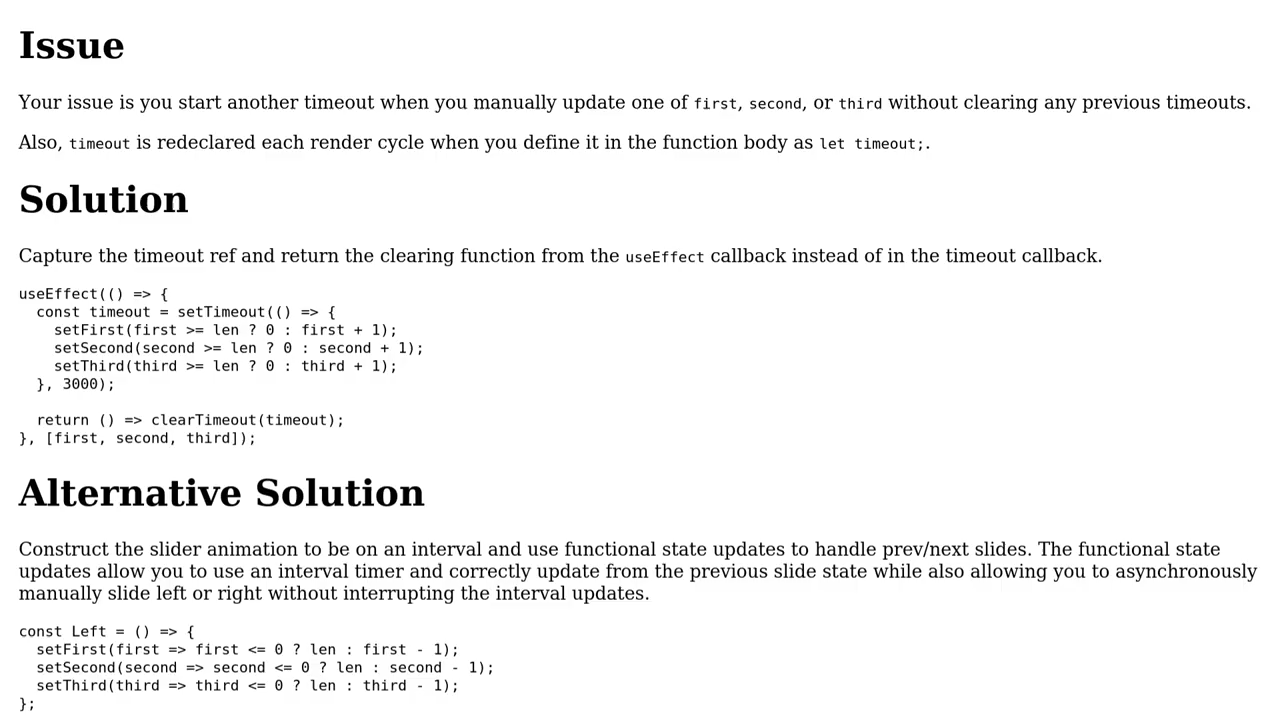 Issue
Your issue is you start another timeout when you manually update one of first, second, or third without clearing any previous timeouts.
Also, timeout is redeclared each render cycle when you define it in the function body as let timeout;.
Solution
Capture the timeout ref and return the clearing function from the useEffect callback instead of in the timeout callback.
useEffect(() => {
  const timeout = setTimeout(() => {
    setFirst(first >= len ? 0 : first + 1);
    setSecond(second >= len ? 0 : second + 1);
    setThird(third >= len ? 0 : third + 1);
  }, 3000);

  return () => clearTimeout(timeout);
}, [first, second, third]);
Alternative Solution
Construct the slider animation to be on an interval and use functional state updates to handle prev/next slides. The functional state
updates allow you to use an interval timer and correctly update from the previous slide state while also allowing you to asynchronously
manually slide left or right without interrupting the interval updates.
const Left = () => {
  setFirst(first => first <= 0 ? len : first - 1);
  setSecond(second => second <= 0 ? len : second - 1);
  setThird(third => third <= 0 ? len : third - 1);
};